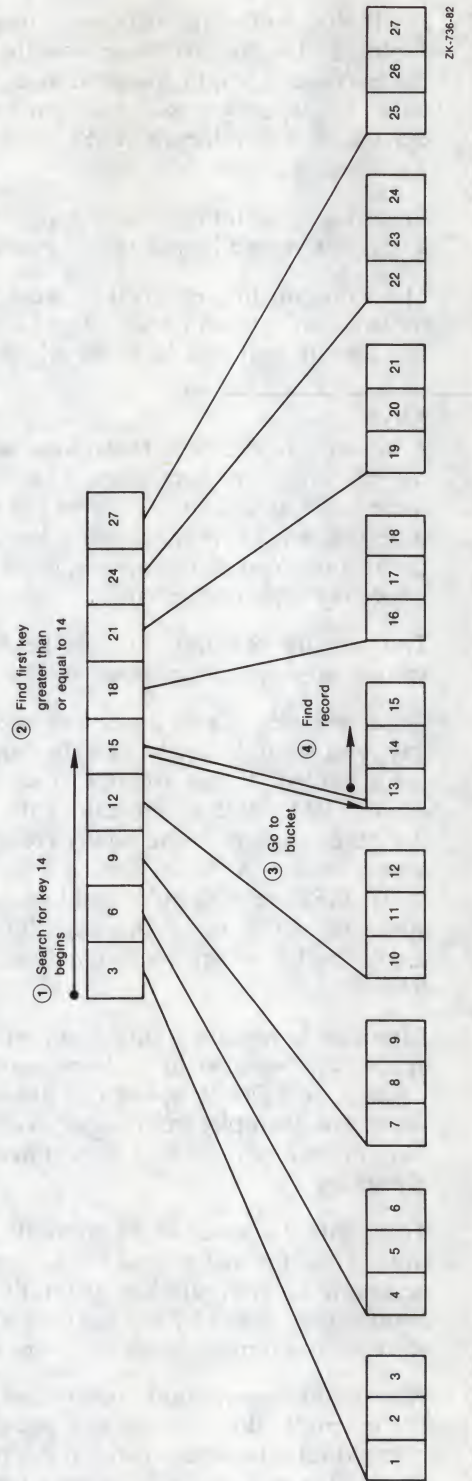 ① Search for key 14
begins
② Find first key
greater than
or equal to 14
3 6 9 12 15 18 21 24 27
③ Go to
bucket
④ Find
record
1 2 3 4 5 6 7 8 9 10 11 12 13 14 15 16 17 18 19 20 21 22 23 24 25 26 27
ZK-736-82